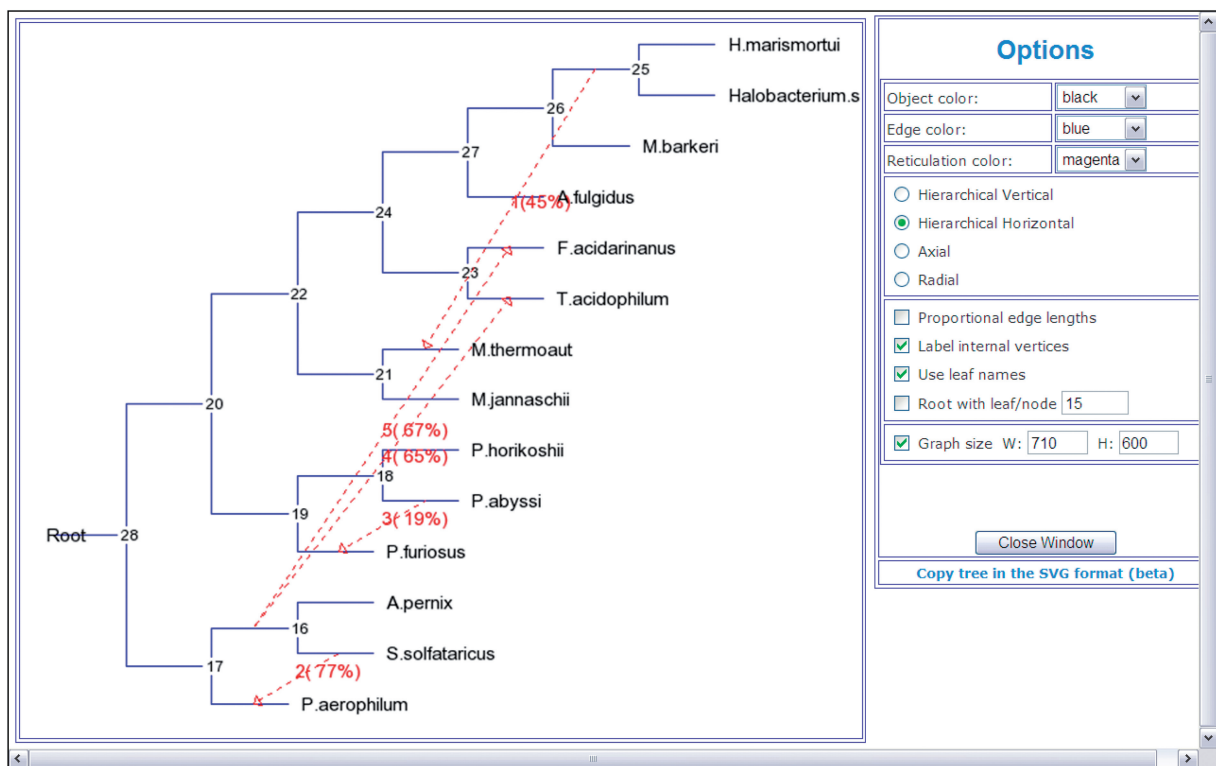 H.marismortui
25
Halobacterium.s
26
M.barkeri
27
A.fulgidus
1(45%)
24
F.acidarinanus
23
T.acidophilum
22
M.thermoaut
21
M.jannaschii
20
5( 67%)
P.horikoshii
4( 65%)
18
P.abyssi
19
3( 19%)
Root
28
P.furiosus
A.pernix
16
S.solfataricus
17
2( 77%)
P.aerophilum
Options
Object color: black
Edge color: blue
Reticulation color: magenta
Hierarchical Vertical
Hierarchical Horizontal
Axial
Radial
Proportional edge lengths
Label internal vertices
Use leaf names
Root with leaf/node 15
Graph size W: 710 H: 600
Close Window
Copy tree in the SVG format (beta)